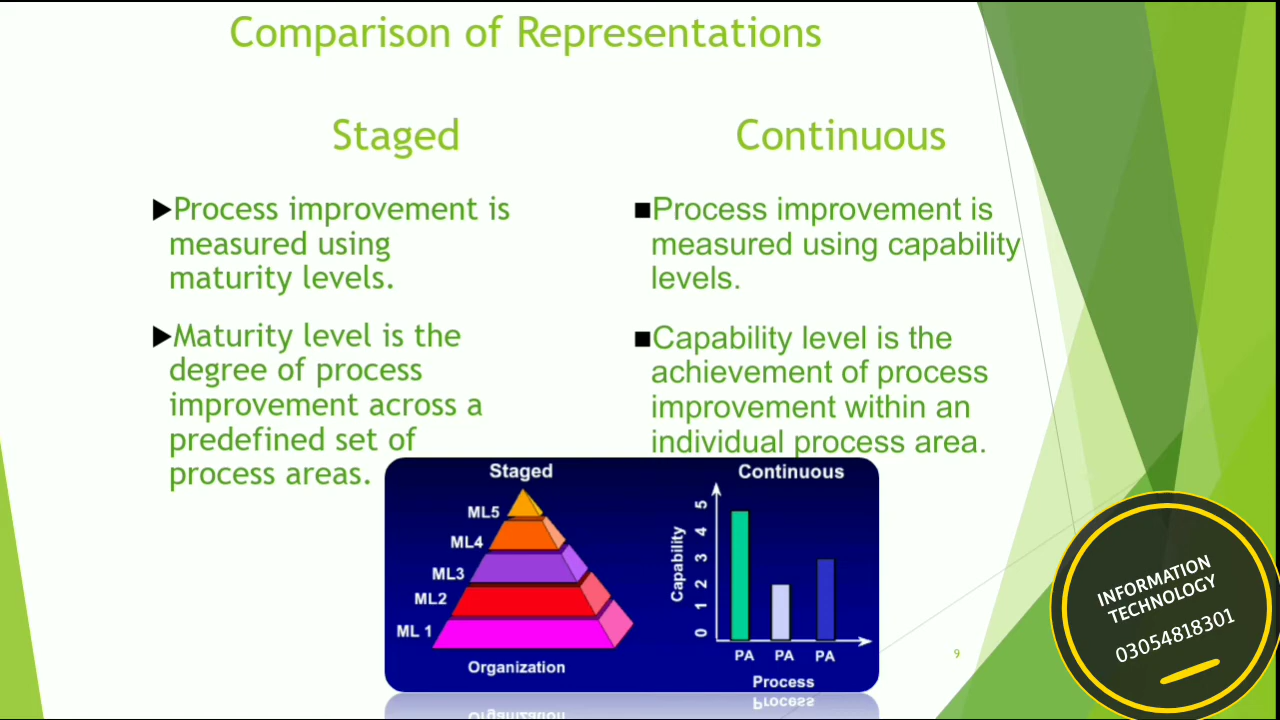 Comparison of Representations
Staged
Process improvement is
measured using
maturity levels.
Maturity level is the
degree of process
improvement across a
predefined set of
process areas.
Continuous
Process improvement is
measured using capability
levels.
Capability level is the
achievement of process
improvement within an
individual process area.
Staged
ML5
ML4
ML3
ML2
ML 1
Organization
Continuous
Capability
5
4
3
2
1
0
PA PA PA
Process
9
INFORMATION
TECHNOLOGY
03054818301